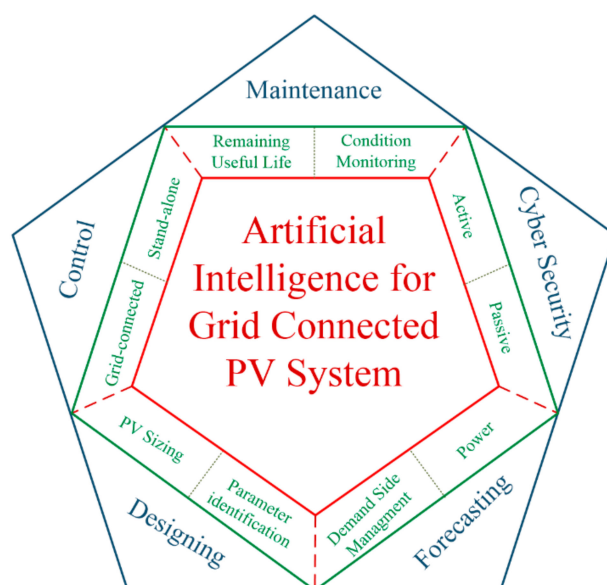 Maintenance
Remaining
Useful Life
Condition
Monitoring
Control
Stand-alone
Grid-connected
Artificial
Intelligence for
Grid Connected
PV System
Active
Passive
Cyber Security
PV Sizing
Parameter
identification
Designing
Demand Side
Managment
Power
Forecasting